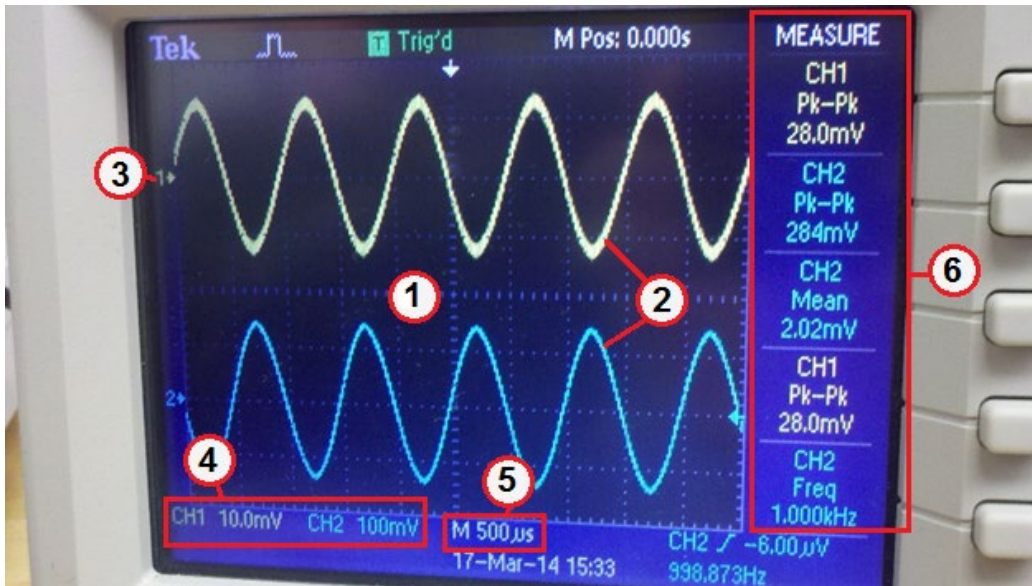 Tek
T Trig'd
M Pos: 0.000s
MEASURE
CH1
Pk-Pk
28.0mV
CH2
Pk-Pk
284mV
CH2
Mean
2.02mV
CH1
Pk-Pk
28.0mV
CH2
Freq
1.000kHz
1
2
3
1
2
4
5
6
CH1 10.0mV CH2 100mV M 500µs
CH2 -6.00µV
17-Mar-14 15:33
998.873Hz